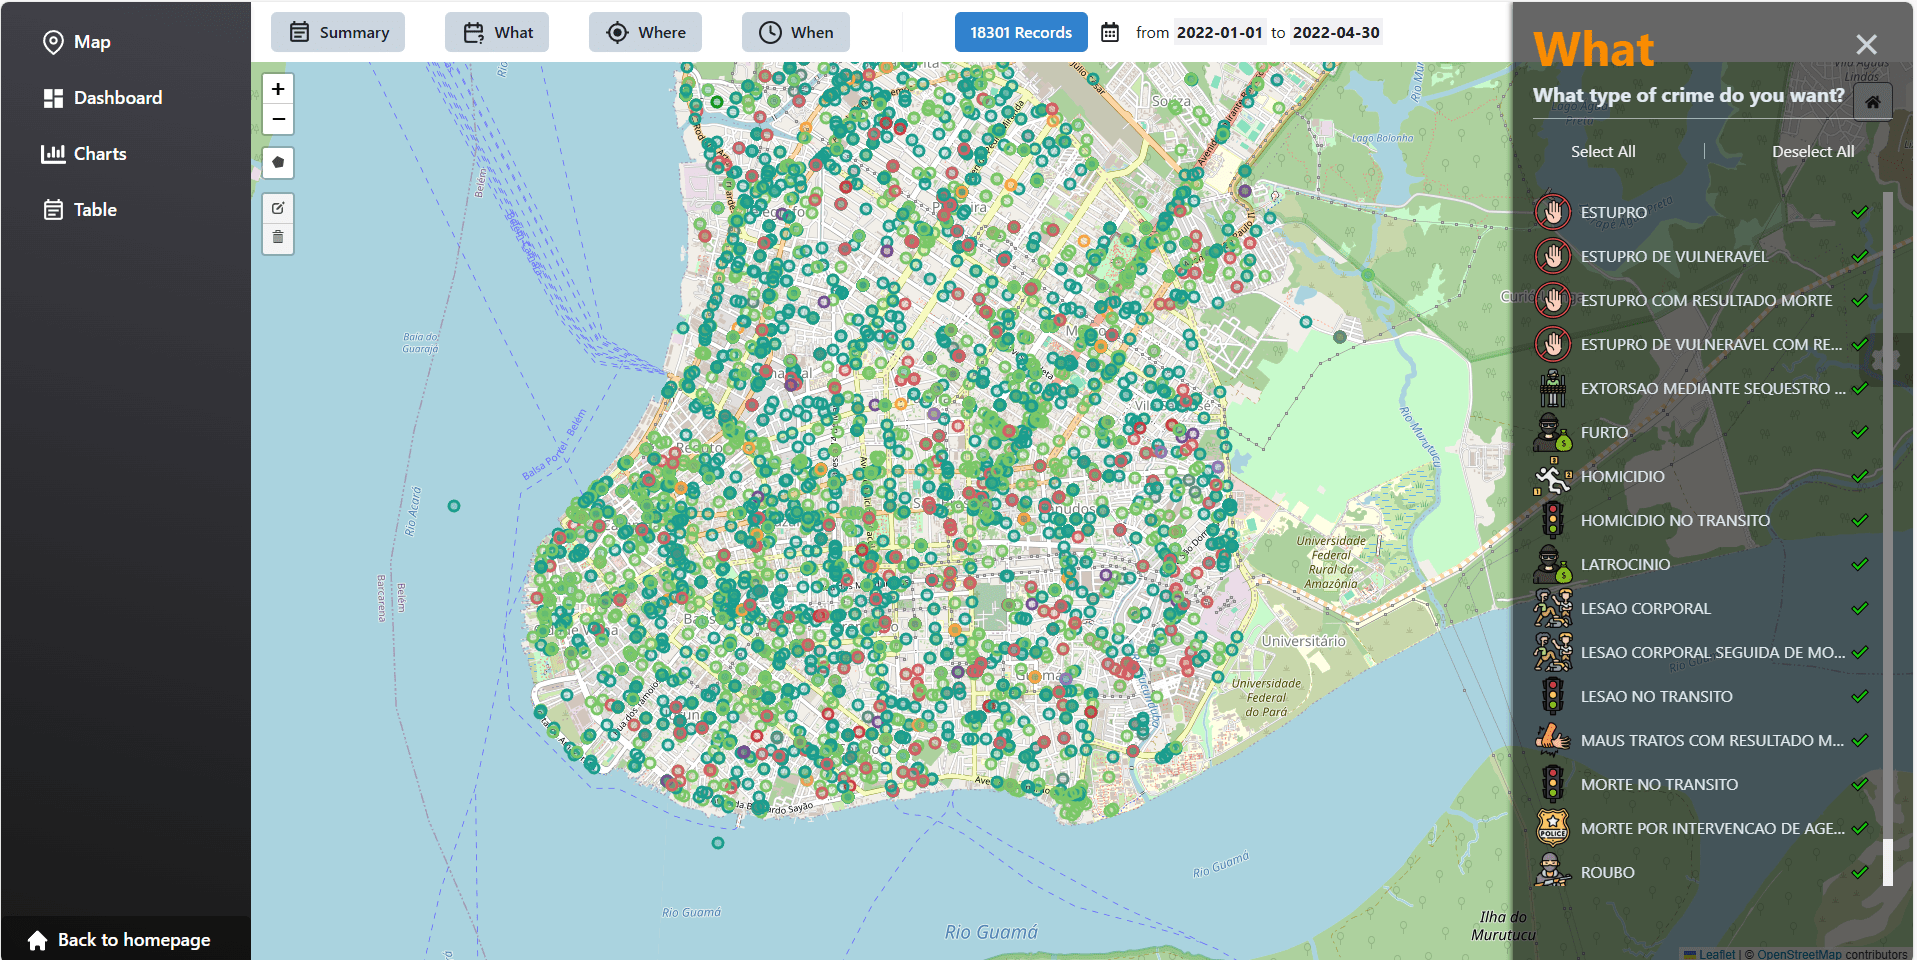 Map
Dashboard
Charts
Table
Back to homepage
Summary
What
Where
When
18301 Records
from 2022-01-01 to 2022-04-30
+
−
What
What type of crime do you want?
Select All | Deselect All
ESTUPRO
ESTUPRO DE VULNERAVEL
ESTUPRO COM RESULTADO MORTE
ESTUPRO DE VULNERAVEL COM RE...
EXTORSAO MEDIANTE SEQUESTRO ...
FURTO
HOMICIDIO
HOMICIDIO NO TRANSITO
LATROCINIO
LESAO CORPORAL
LESAO CORPORAL SEGUIDA DE MO...
LESAO NO TRANSITO
MAUS TRATOS COM RESULTADO M...
MORTE NO TRANSITO
MORTE POR INTERVENCAO DE AGE...
ROUBO
Souza
Lago Bolonha
Baía do
Guarajá
Balsa Portel - Belém
Rio Acará
Belém
Belém
Barcarena
Rio Murutucu
Universidade
Federal
Rural da
Amazônia
Universitário
Universidade
Federal
do Pará
Rio Guamá
Rio Guamá
Rio Guamá
Ilha do
Murutucu
Leaflet | © OpenStreetMap contributors